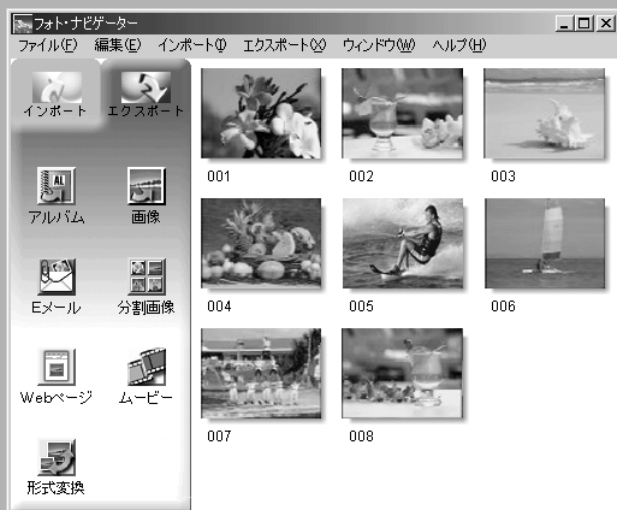 フォト・ナビゲーター
ファイル(F) 編集(E) インポート(I) エクスポート(X) ウィンドウ(W) ヘルプ(H)
インポート エクスポート
001 002 003
アルバム 画像
004 005 006
Eメール 分割画像
Webページ ムービー
007 008
形式変換